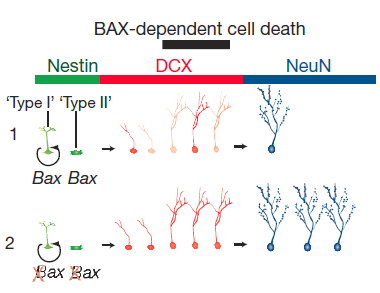 BAX-dependent cell death
Nestin DCX NeuN
‘Type I’ ‘Type II’
1
Bax Bax
2
Bax Bax